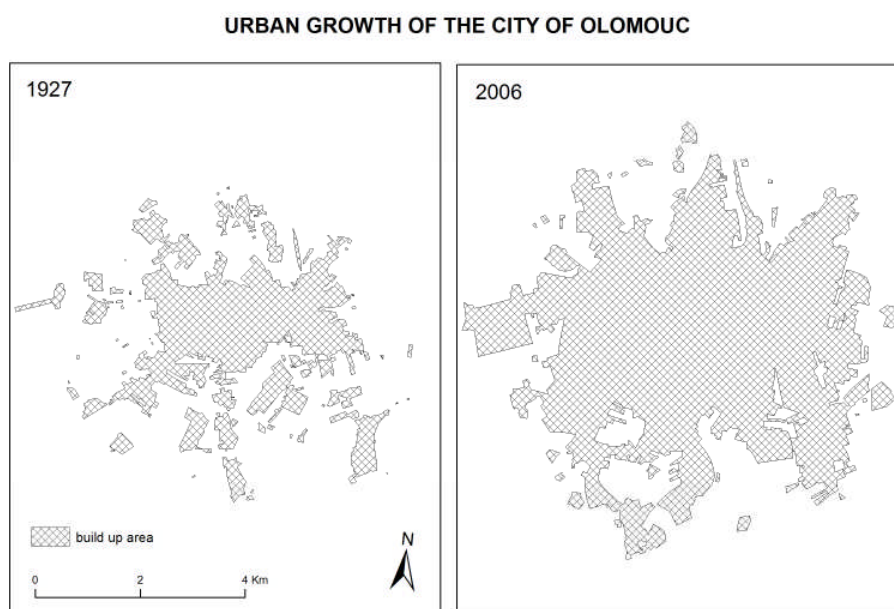 URBAN GROWTH OF THE CITY OF OLOMOUC
1927
2006
build up area
N
0 2 4 Km